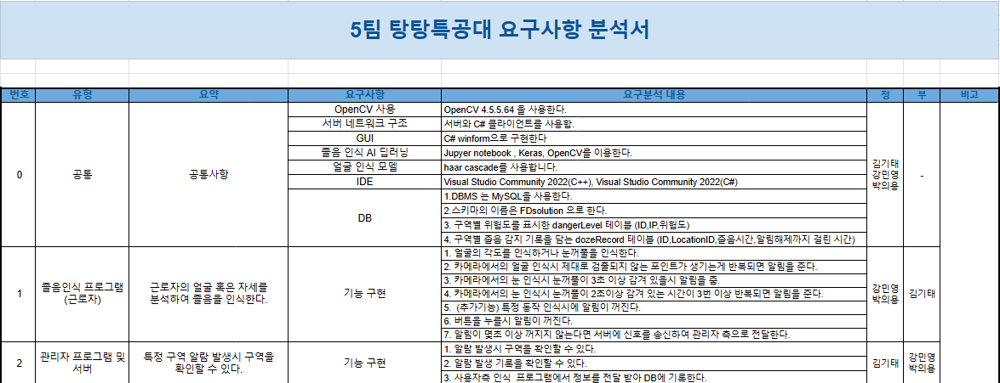 5팀 탕탕특공대 요구사항 분석서
번호 유형 요약 요구사항 요구분석 내용 정 부 비고
0 공통 공통사항
OpenCV 사용 OpenCV 4.5.5.64 을 사용한다.
서버 네트워크 구조 서버와 C# 클라이언트를 사용함.
GUI C# winform으로 구현한다
졸음 인식 AI 딥러닝 Jupyer notebook , Keras, OpenCV를 이용한다.
얼굴 인식 모델 haar cascade를 사용합니다.
IDE Visual Studio Community 2022(C++), Visual Studio Community 2022(C#)
DB
1.DBMS 는 MySQL을 사용한다.
2.스키마의 이름은 FDsolution 으로 한다.
3. 구역별 위험도를 표시한 dangerLevel 테이블 (ID,IP,위험도)
4. 구역별 졸음 감지 기록을 담는 dozeRecord 테이블 (ID,LocationID,졸음시간,알림해제까지 걸린 시간)
김기태
강민영
박의용
-
1
졸음인식 프로그램
(근로자)
근로자의 얼굴 혹은 자세를
분석하여 졸음을 인식한다.
기능 구현
1. 얼굴의 각도를 인식하거나 눈꺼풀을 인식한다.
2. 카메라에서의 얼굴 인식시 제대로 검출되지 않는 포인트가 생기는게 반복되면 알림을 준다.
3. 카메라에서의 눈 인식시 눈꺼풀이 3초 이상 감겨 있을시 알림을 줌.
4. 카메라에서의 눈 인식시 눈꺼풀이 2초이상 감겨 있는 시간이 3번 이상 반복되면 알림을 준다.
5. (추가기능) 특정 동작 인식시에 알림이 꺼진다.
6. 버튼을 누를시 알림이 꺼진다.
7. 알림이 몇초 이상 꺼지지 않는다면 서버에 신호를 송신하여 관리자 측으로 전달한다.
강민영
박의용
김기태
2
관리자 프로그램 및
서버
특정 구역 알람 발생시 구역을
확인할 수 있다.
기능 구현
1. 알람 발생시 구역을 확인할 수 있다.
2. 알람 발생 기록을 확인할 수 있다.
3. 사용자측 인식 프로그램에서 정보를 전달 받아 DB에 기록한다.
김기태
강민영
박의용